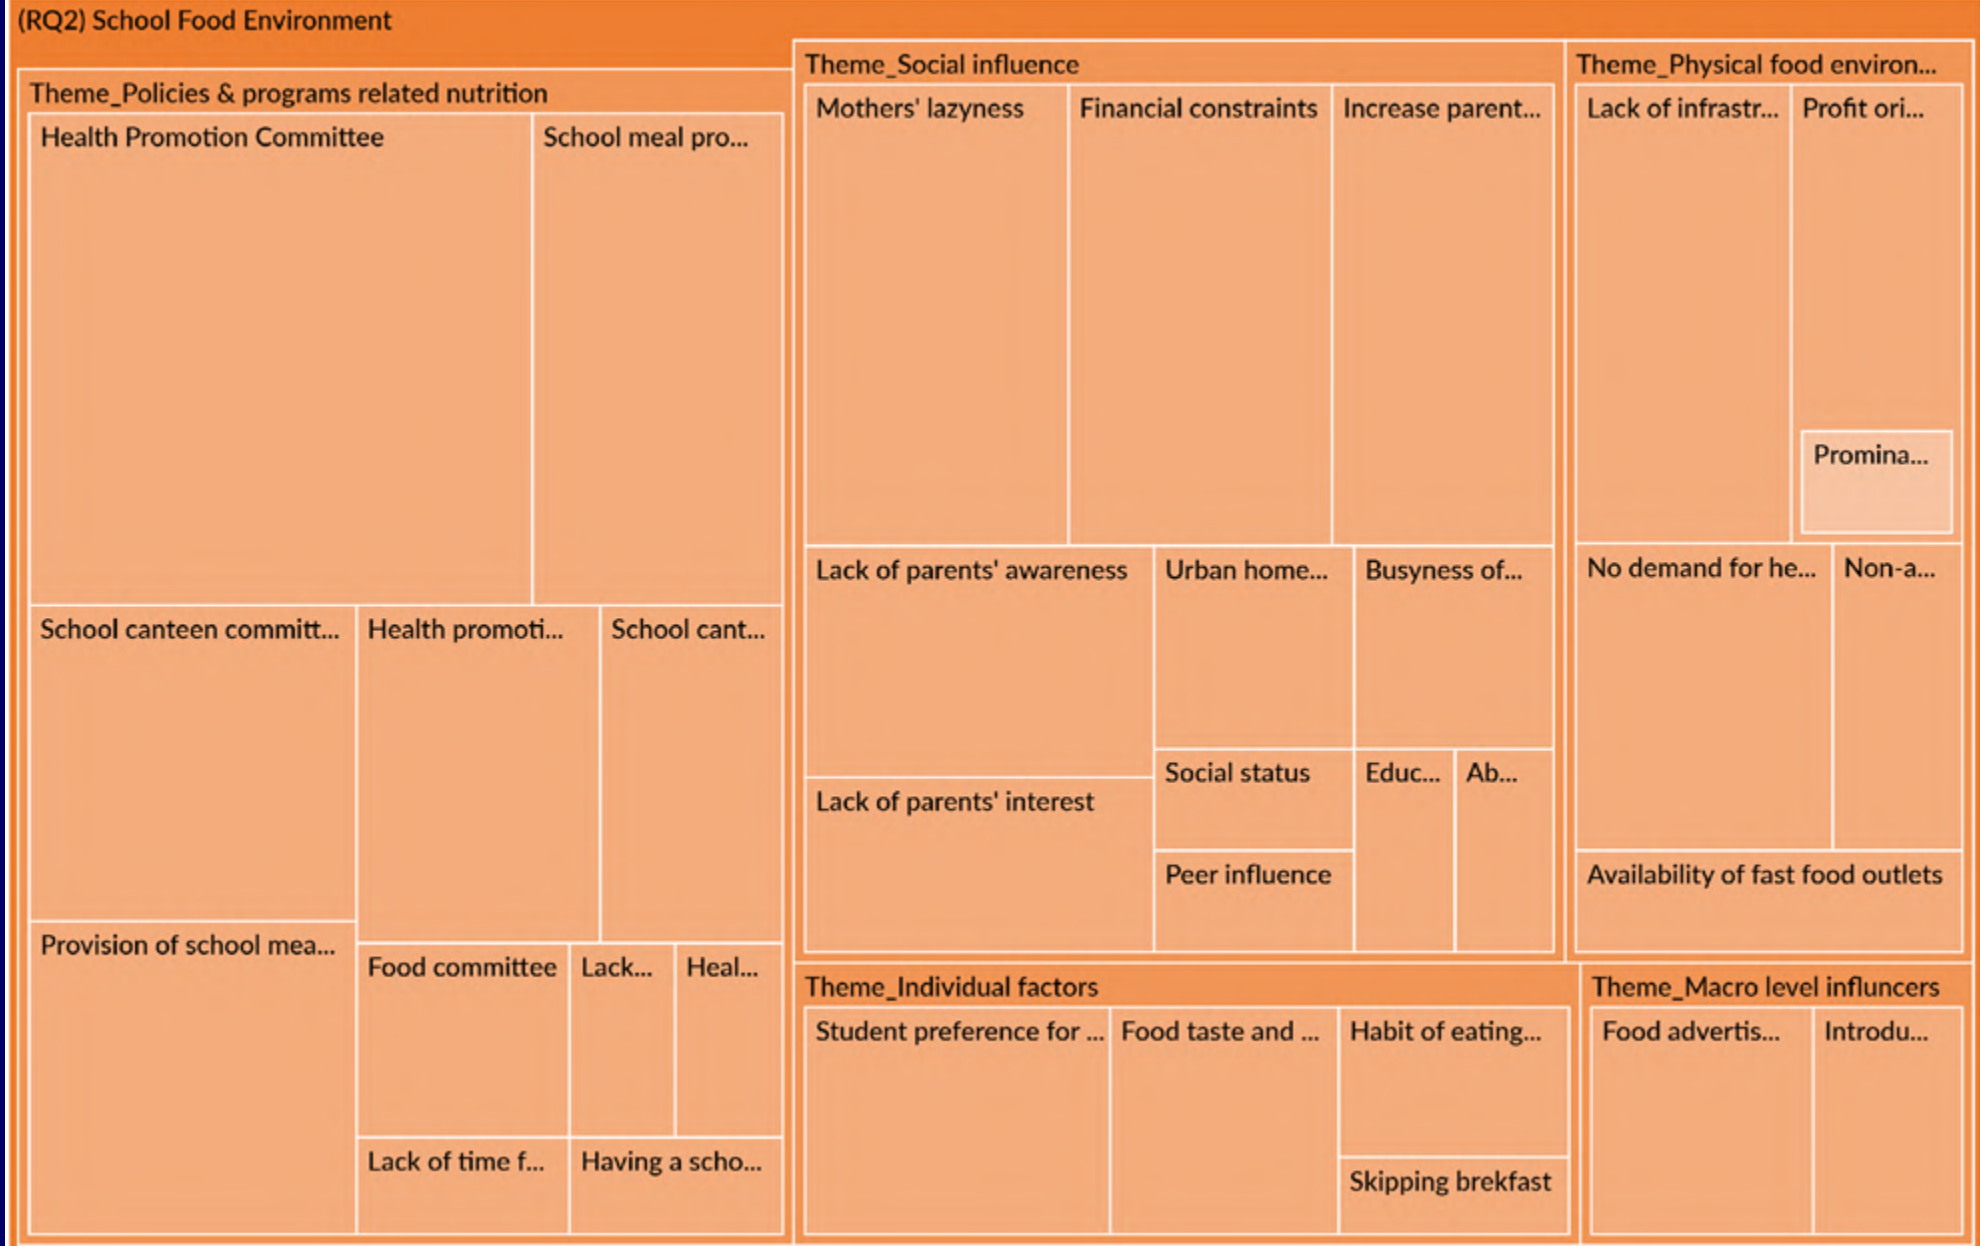 (RQ2) School Food Environment
Theme_Policies & programs related nutrition
Health Promotion Committee
School meal pro...
School canteen committ...
Health promoti...
School cant...
Provision of school mea...
Food committee
Lack...
Heal...
Lack of time f...
Having a scho...
Theme_Social influence
Mothers' lazyness
Financial constraints
Increase parent...
Lack of parents' awareness
Urban home...
Busyness of...
Lack of parents' interest
Social status
Educ...
Ab...
Peer influence
Theme_Physical food environ...
Lack of infrastr...
Profit ori...
Promina...
No demand for he...
Non-a...
Availability of fast food outlets
Theme_Individual factors
Student preference for ...
Food taste and ...
Habit of eating...
Skipping brekfast
Theme_Macro level influncers
Food advertis...
Introdu...